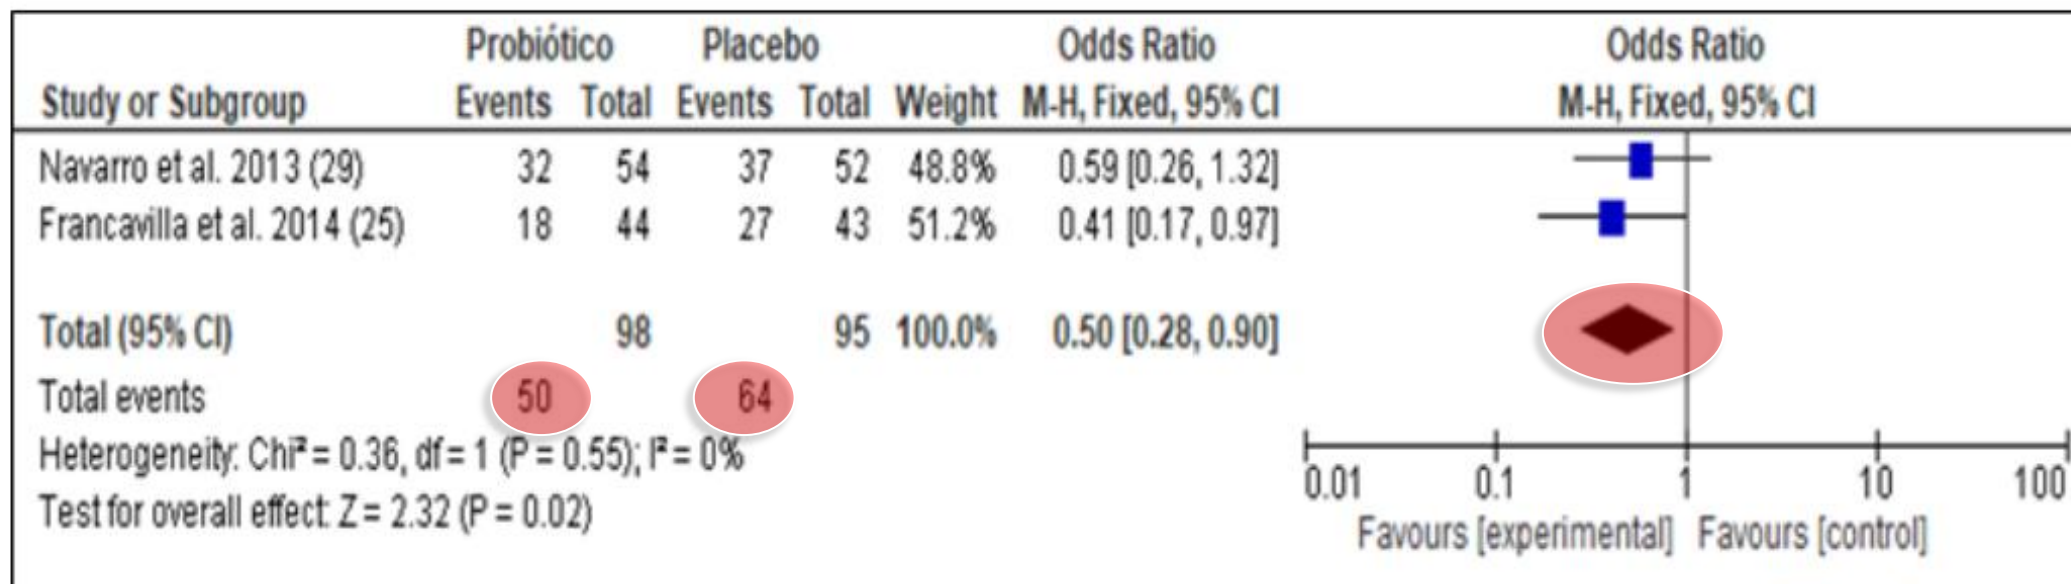 Probiótico Placebo Odds Ratio Odds Ratio
Study or Subgroup Events Total Events Total Weight M-H, Fixed, 95% CI M-H, Fixed, 95% CI
Navarro et al. 2013 (29) 32 54 37 52 48.8% 0.59 [0.26, 1.32]
Francavilla et al. 2014 (25) 18 44 27 43 51.2% 0.41 [0.17, 0.97]
Total (95% CI) 98 95 100.0% 0.50 [0.28, 0.90]
Total events 50 64
Heterogeneity: Chi² = 0.36, df = 1 (P = 0.55); I² = 0%
Test for overall effect: Z = 2.32 (P = 0.02)
0.01 0.1 1 10 100
Favours [experimental] Favours [control]